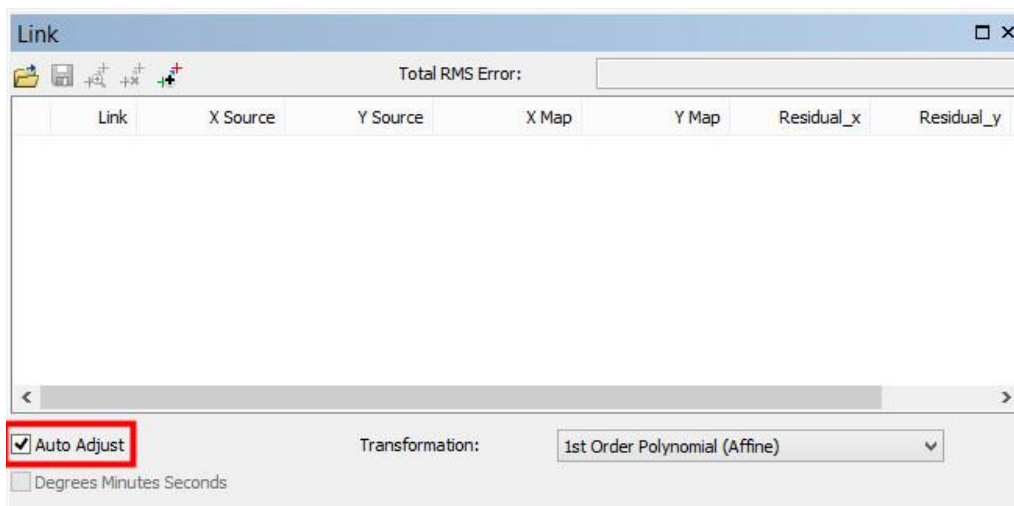 Link
Total RMS Error:
Link X Source Y Source X Map Y Map Residual_x Residual_y
Auto Adjust Transformation: 1st Order Polynomial (Affine)
Degrees Minutes Seconds